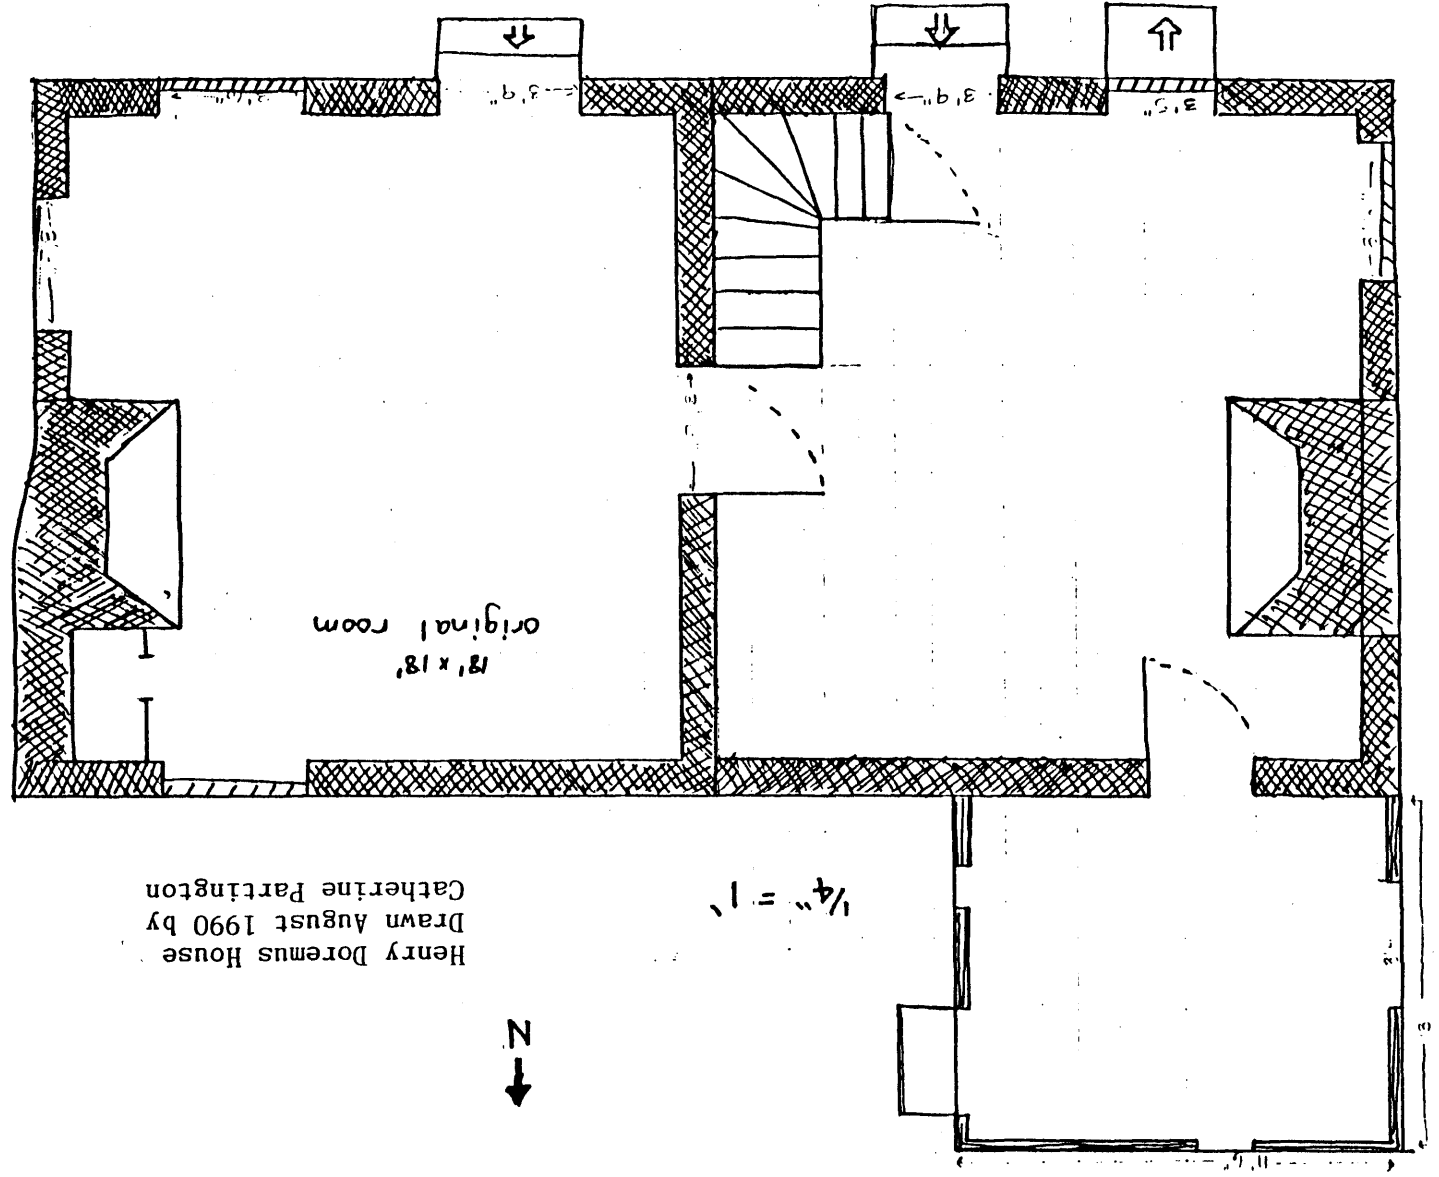 N
Henry Doremus House
Drawn August 1990 by
Catherine Partington
1/4" = 1'
18' x 18'
original room
3'5"
3'9"
3'9"